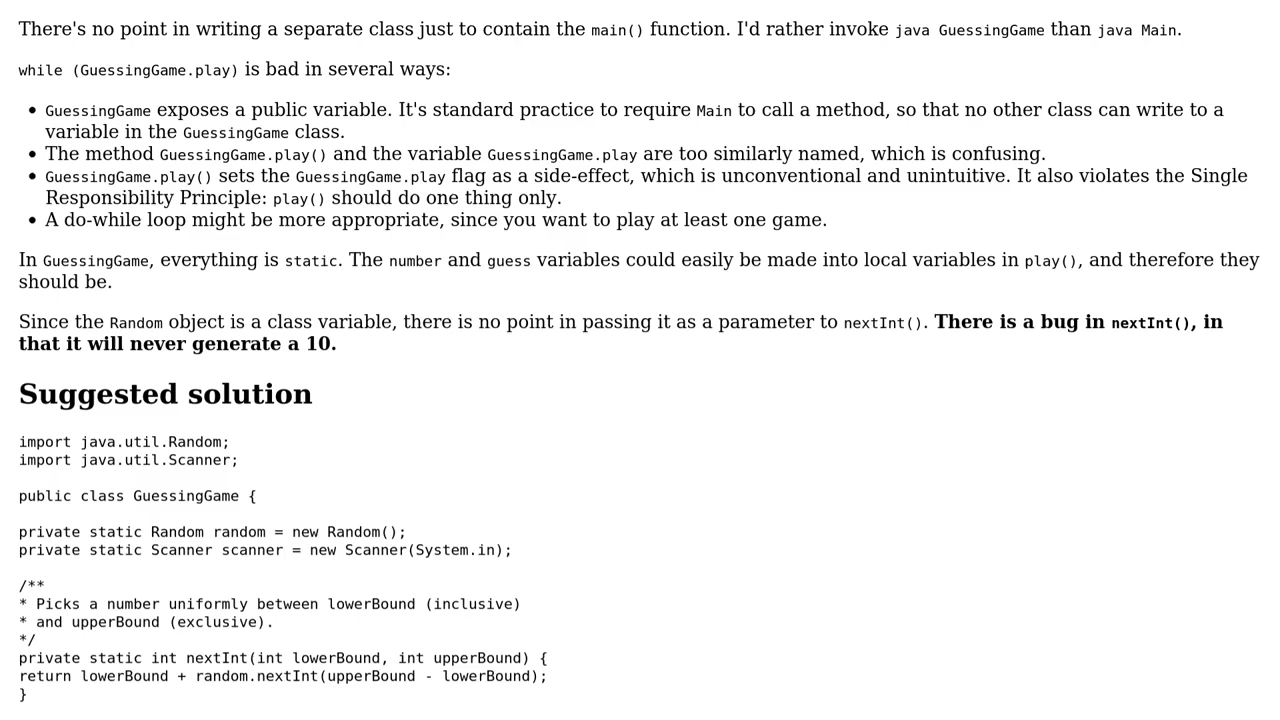 There's no point in writing a separate class just to contain the main() function. I'd rather invoke java GuessingGame than java Main.
while (GuessingGame.play) is bad in several ways:
• GuessingGame exposes a public variable. It's standard practice to require Main to call a method, so that no other class can write to a
variable in the GuessingGame class.
• The method GuessingGame.play() and the variable GuessingGame.play are too similarly named, which is confusing.
• GuessingGame.play() sets the GuessingGame.play flag as a side-effect, which is unconventional and unintuitive. It also violates the Single
Responsibility Principle: play() should do one thing only.
• A do-while loop might be more appropriate, since you want to play at least one game.
In GuessingGame, everything is static. The number and guess variables could easily be made into local variables in play(), and therefore they
should be.
Since the Random object is a class variable, there is no point in passing it as a parameter to nextInt(). There is a bug in nextInt(), in
that it will never generate a 10.
Suggested solution
import java.util.Random;
import java.util.Scanner;
public class GuessingGame {
private static Random random = new Random();
private static Scanner scanner = new Scanner(System.in);
/**
* Picks a number uniformly between lowerBound (inclusive)
* and upperBound (exclusive).
*/
private static int nextInt(int lowerBound, int upperBound) {
return lowerBound + random.nextInt(upperBound - lowerBound);
}